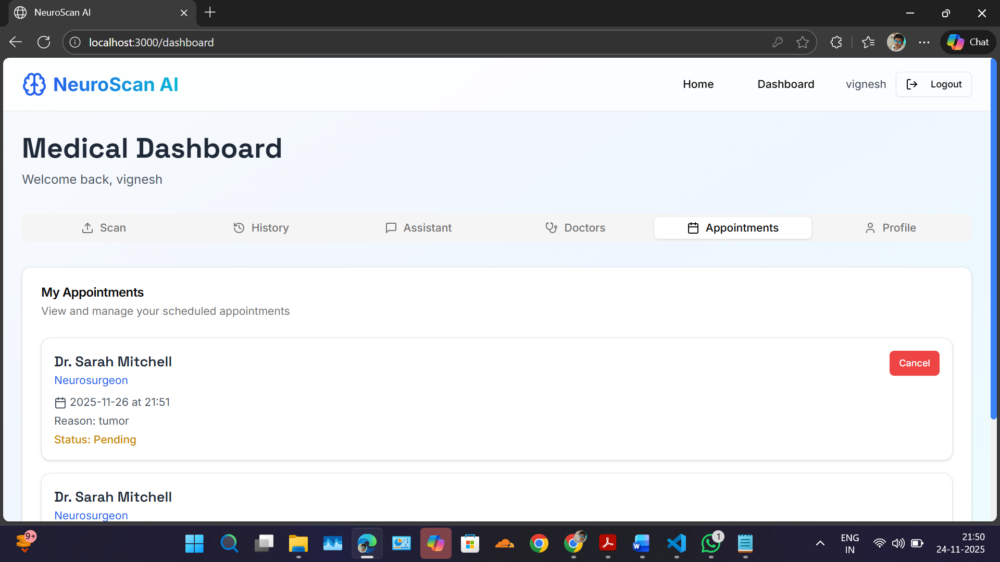 NeuroScan AI
localhost:3000/dashboard
Chat
NeuroScan AI
Home
Dashboard
vignesh
Logout
Medical Dashboard
Welcome back, vignesh
Scan
History
Assistant
Doctors
Appointments
Profile
My Appointments
View and manage your scheduled appointments
Dr. Sarah Mitchell
Cancel
Neurosurgeon
2025-11-26 at 21:51
Reason: tumor
Status: Pending
Dr. Sarah Mitchell
Neurosurgeon
9+
W
1
ENG
IN
21:50
24-11-2025